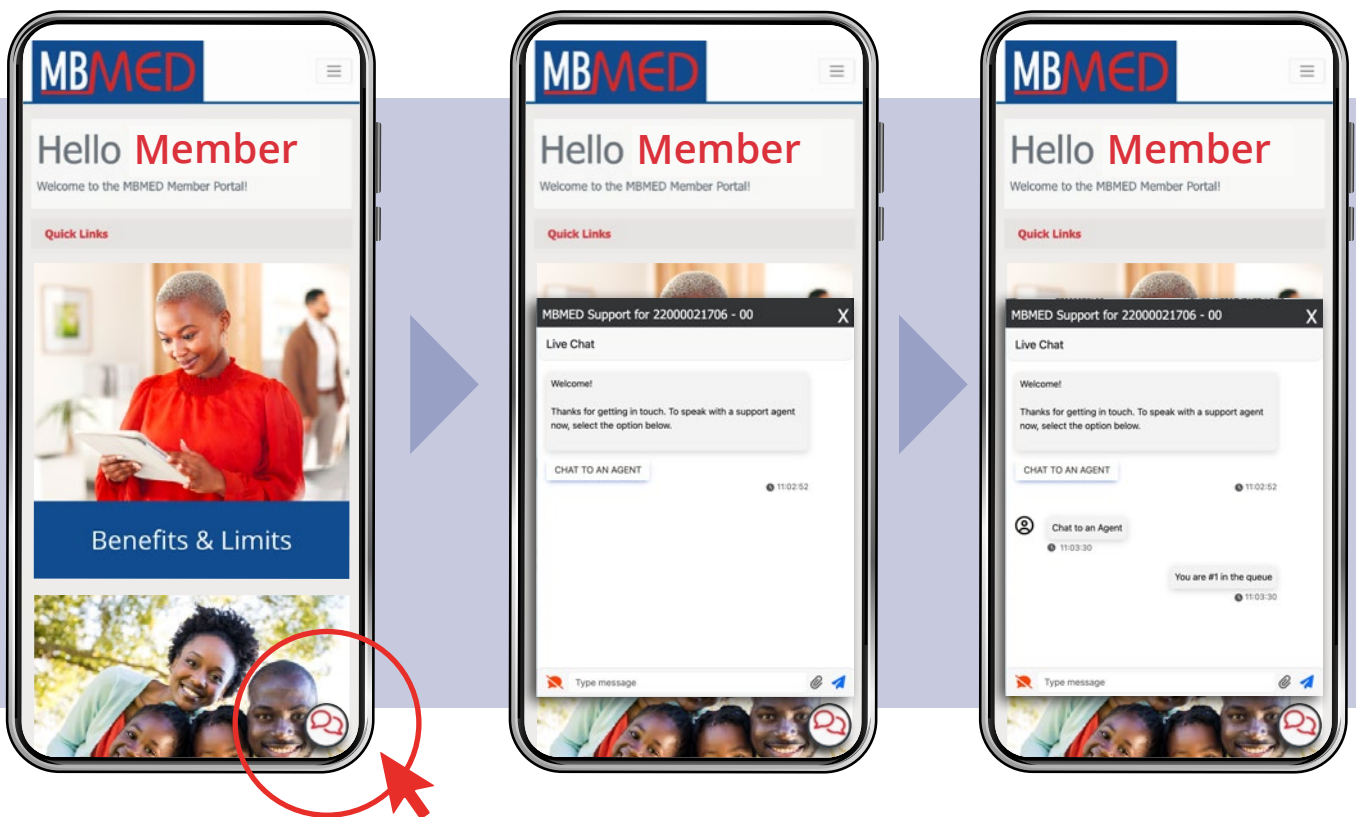 MBMED
Hello Member
Welcome to the MBMED Member Portal!
Quick Links
Benefits & Limits
MBMED
Hello Member
Welcome to the MBMED Member Portal!
Quick Links
MBMED Support for 22000021706 - 00 X
Live Chat
Welcome!
Thanks for getting in touch. To speak with a support agent
now, select the option below.
CHAT TO AN AGENT
11:02:52
Type message
MBMED
Hello Member
Welcome to the MBMED Member Portal!
Quick Links
MBMED Support for 22000021706 - 00 X
Live Chat
Welcome!
Thanks for getting in touch. To speak with a support agent
now, select the option below.
CHAT TO AN AGENT
11:02:52
Chat to an Agent
11:03:30
You are #1 in the queue
11:03:30
Type message